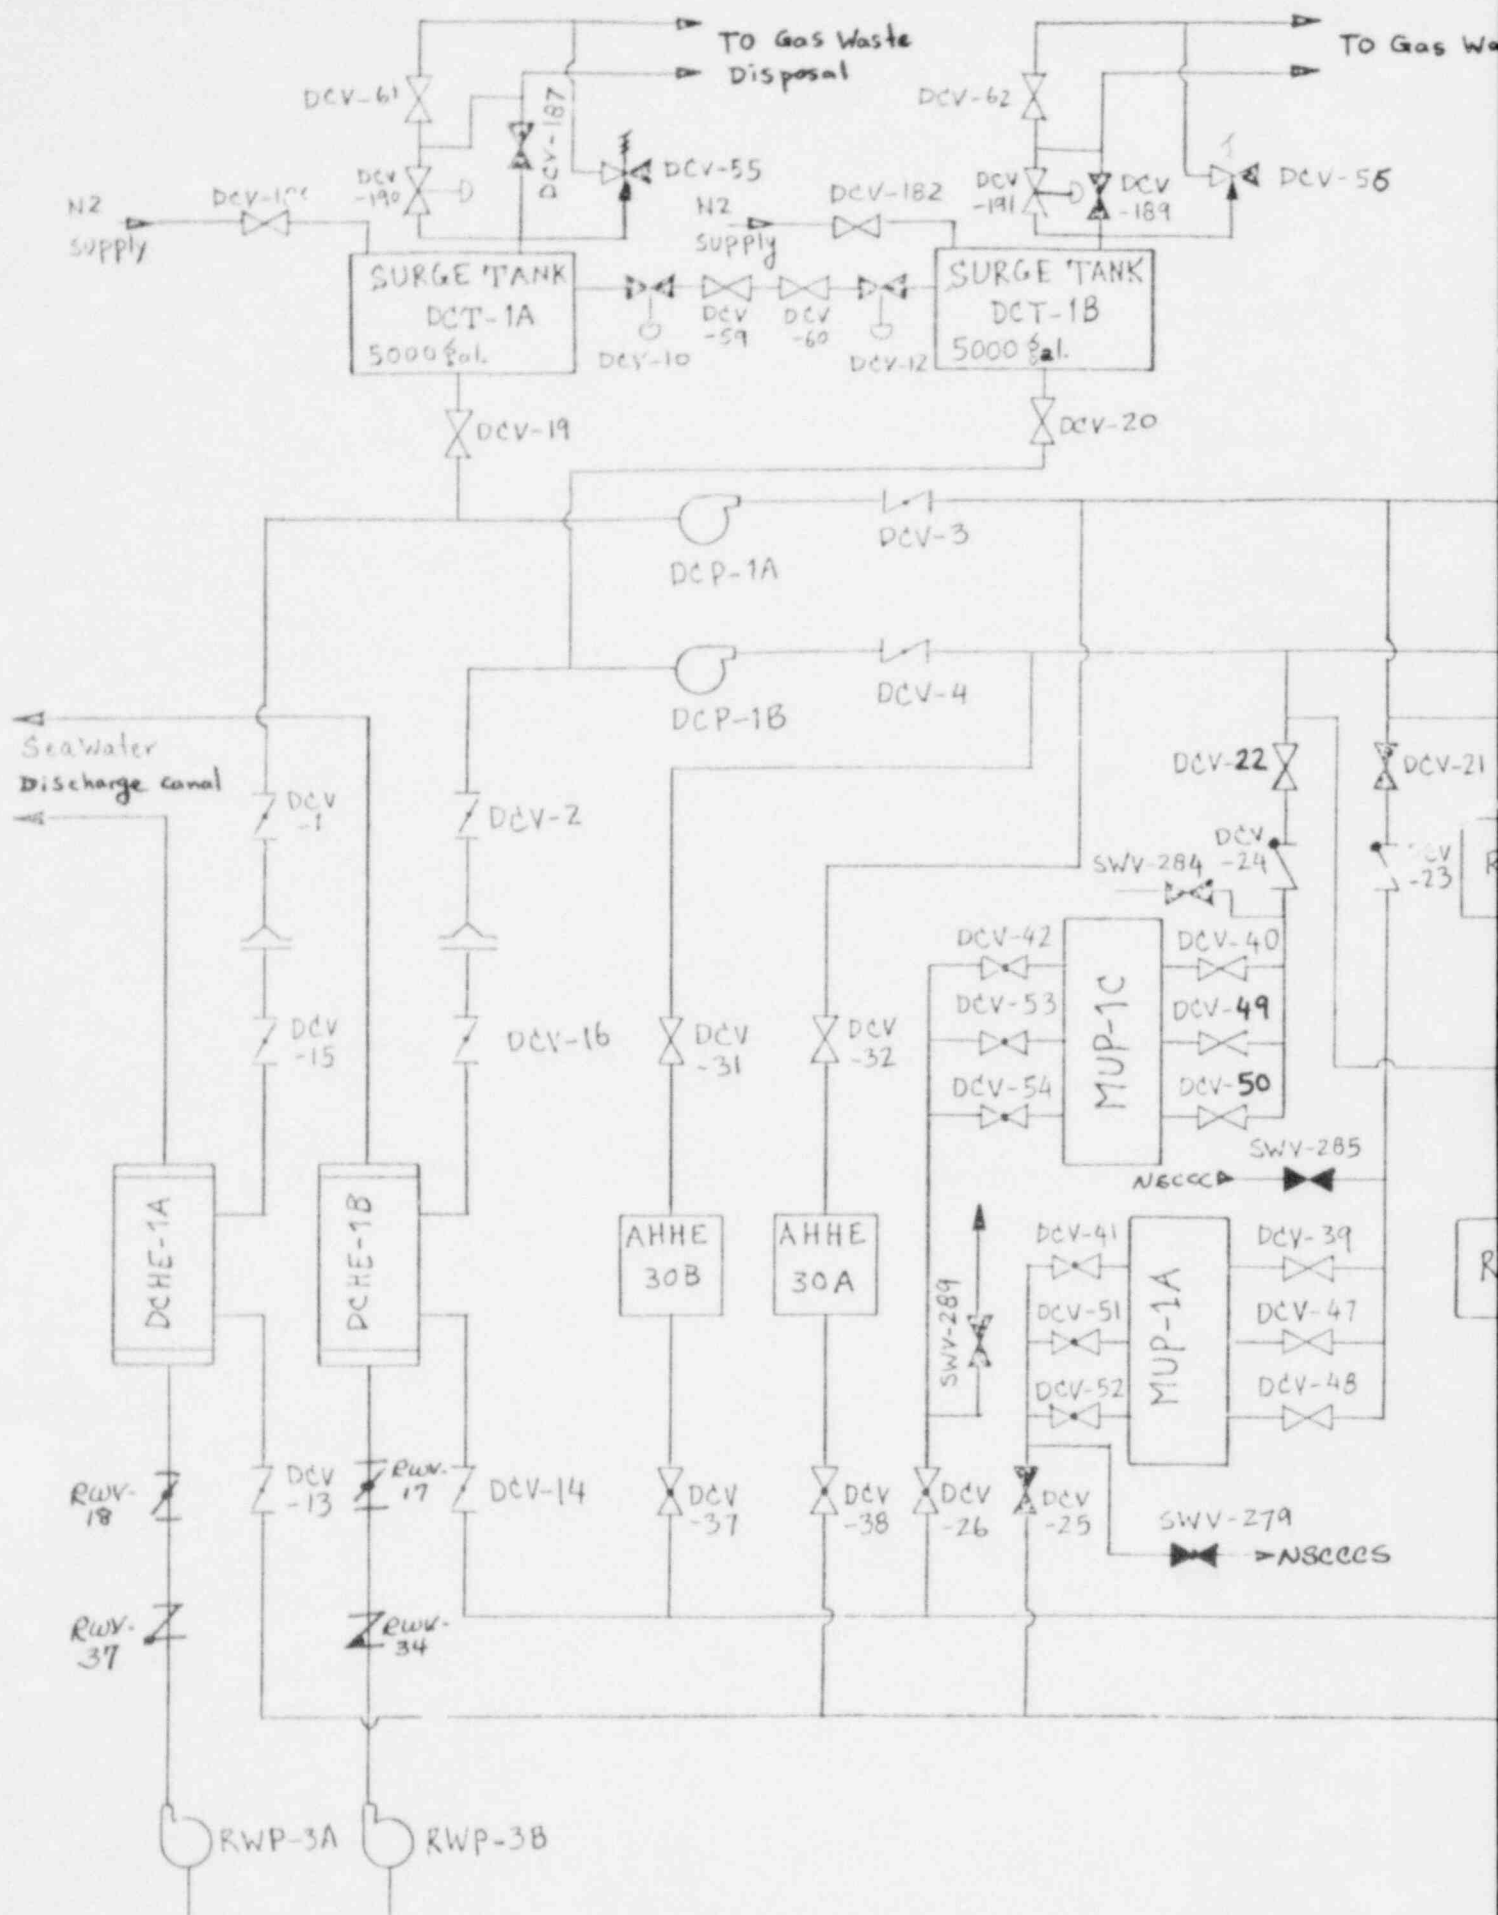 TO Gas Waste
Disposal
TO Gas
DCV-61
DCV-187
DCV-62
DCV
-190
DCV-55
DCV-182
DCV
-191
DCV
-189
DCV-56
N2
Supply
N2
Supply
SURGE TANK
DCT-1A
5000 gal.
SURGE TANK
DCT-1B
5000 gal.
DCV-10
DCV
-59
DCV
-60
DCV-12
DCV-19
DCV-20
DCV-3
DCP-1A
DCV-4
DCP-1B
Sea Water
Discharge canal
DCV
-1
DCV-2
DCV-22
DCV-21
DCV
-24
-23
SWV-284
DCV-42
DCV-40
DCV-53
DCV-49
DCV-54
DCV-50
MUP-1C
DCV
-15
DCV-16
DCV
-31
DCV
-32
SWV-285
NSCCC
DCHE-1A
DCHE-1B
AHHE
30B
AHHE
30A
SWV-289
DCV-41
DCV-39
DCV-51
DCV-47
DCV-52
DCV-48
MUP-1A
RWV-
18
DCV
-13
RWV-
17
DCV-14
DCV
-37
DCV
-38
DCV
-26
DCV
-25
SWV-279
NSCCCS
RWV-
37
RWV-
34
RWP-3A
RWP-3B